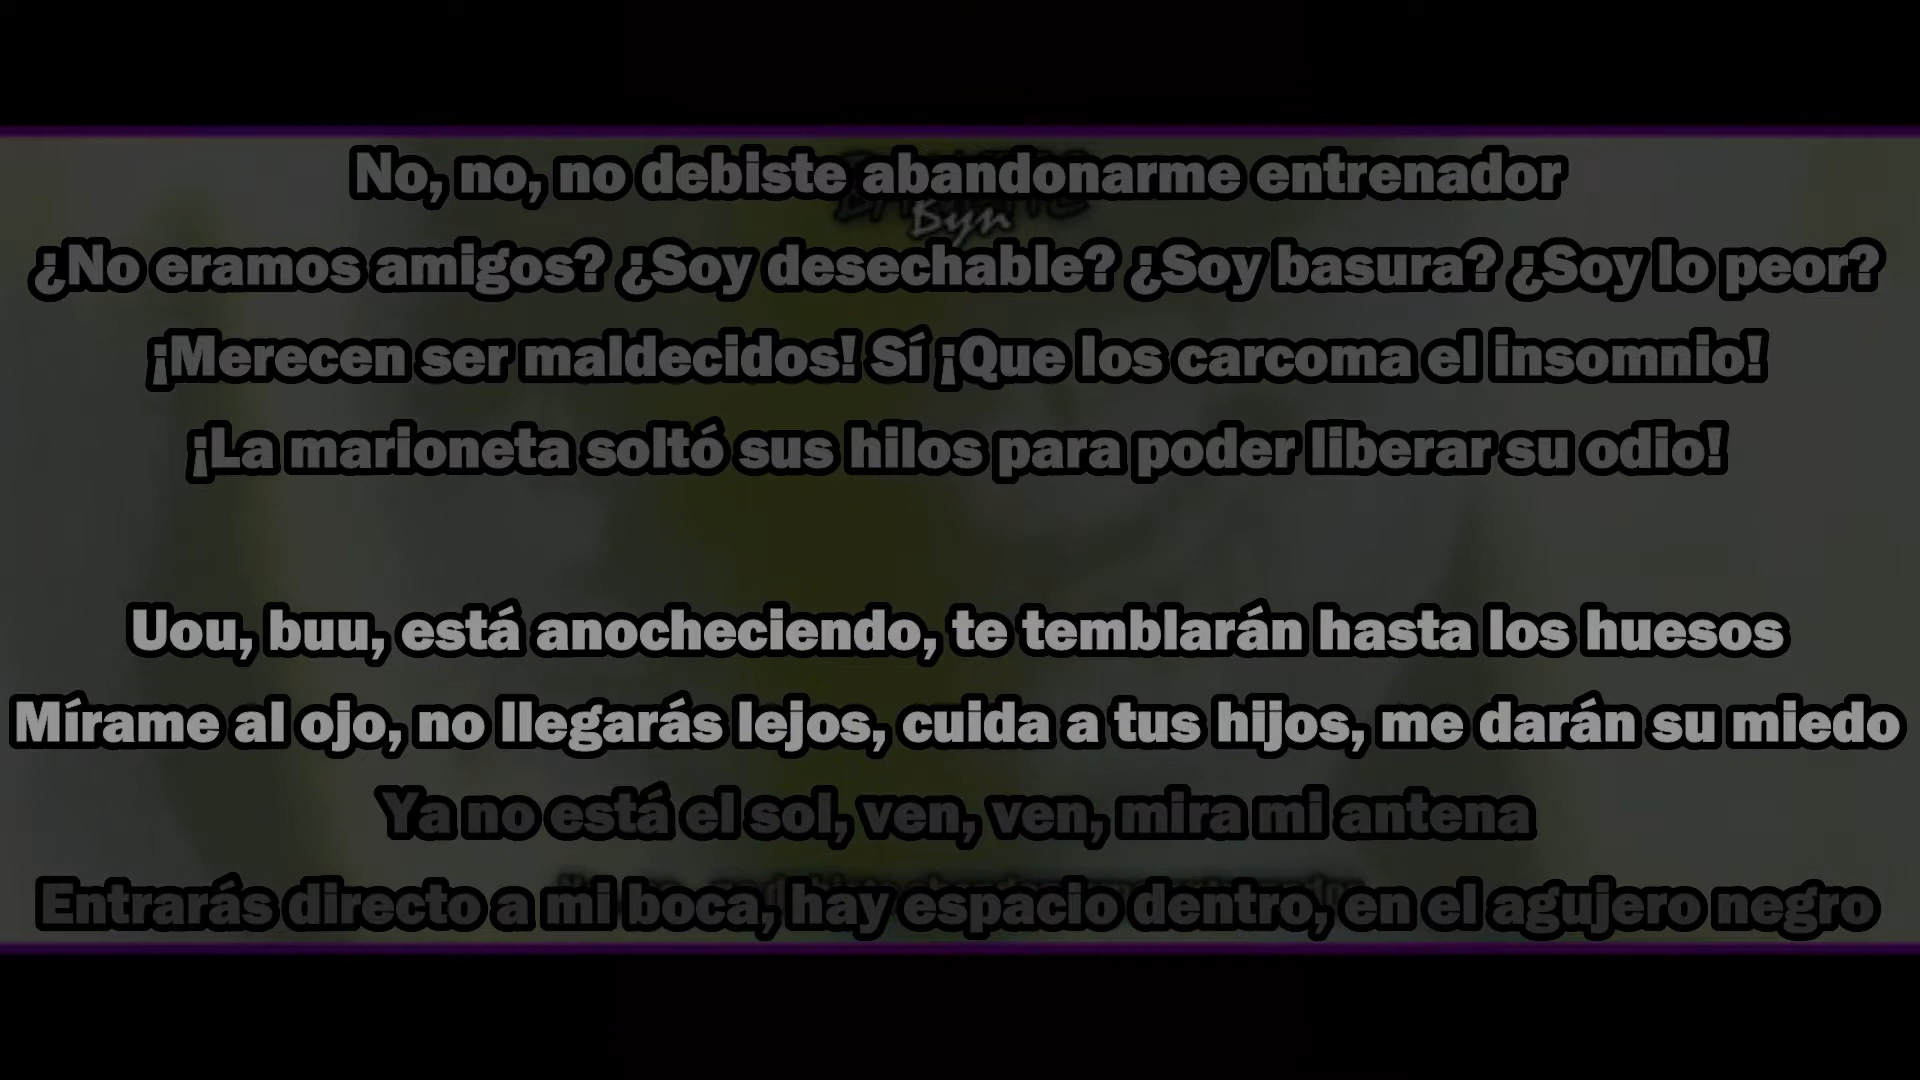 No, no, no debiste abandonarme entrenador
Byn
¿No eramos amigos? ¿Soy desechable? ¿Soy basura? ¿Soy lo peor?
¡Merecen ser maldecidos! Sí ¡Que los carcoma el insomnio!
¡La marioneta soltó sus hilos para poder liberar su odio!
Uou, buu, está anocheciendo, te temblarán hasta los huesos
Mírame al ojo, no llegarás lejos, cuida a tus hijos, me darán su miedo
Ya no está el sol, ven, ven, mira mi antena
Entrarás directo a mi boca, hay espacio dentro, en el agujero negro